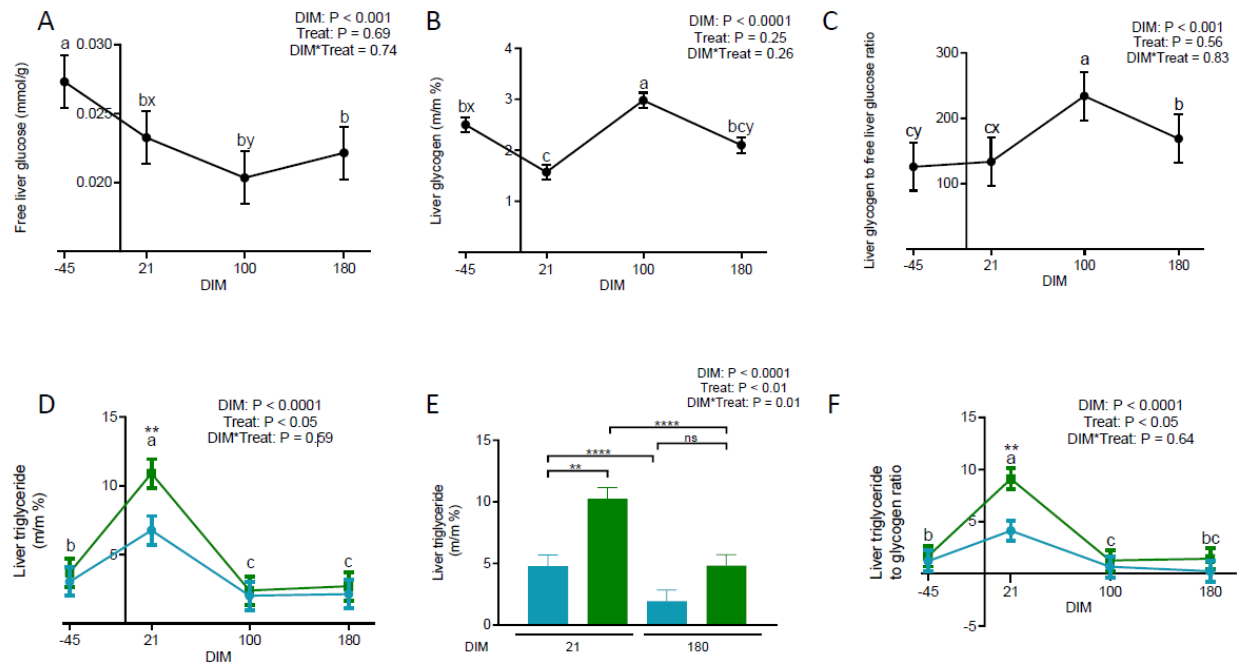 A
DIM: P < 0.001
Treat: P = 0.69
DIM*Treat = 0.74
Free liver glucose (mmol/g)
0.030
0.025
0.020
a
bx
by
b
-45
21
100
180
DIM
B
DIM: P < 0.0001
Treat: P = 0.25
DIM*Treat = 0.26
Liver glycogen (m/m %)
4
3
2
1
bx
c
a
bcy
-45
21
100
180
DIM
C
DIM: P < 0.001
Treat: P = 0.56
DIM*Treat = 0.83
Liver glycogen to free liver glucose ratio
300
200
100
cy
cx
a
b
-45
21
100
180
DIM
D
DIM: P < 0.0001
Treat: P < 0.05
DIM*Treat: P = 0.59
Liver triglyceride
(m/m %)
15
10
5
b
**
a
c
c
-45
21
100
180
DIM
E
DIM: P < 0.0001
Treat: P < 0.01
DIM*Treat: P = 0.01
Liver triglyceride
(m/m %)
15
10
5
0
****
****
ns
**
DIM
21
180
F
DIM: P < 0.0001
Treat: P < 0.05
DIM*Treat: P = 0.64
Liver triglyceride
to glycogen ratio
15
10
5
-5
b
**
a
c
bc
-45
21
100
180
DIM